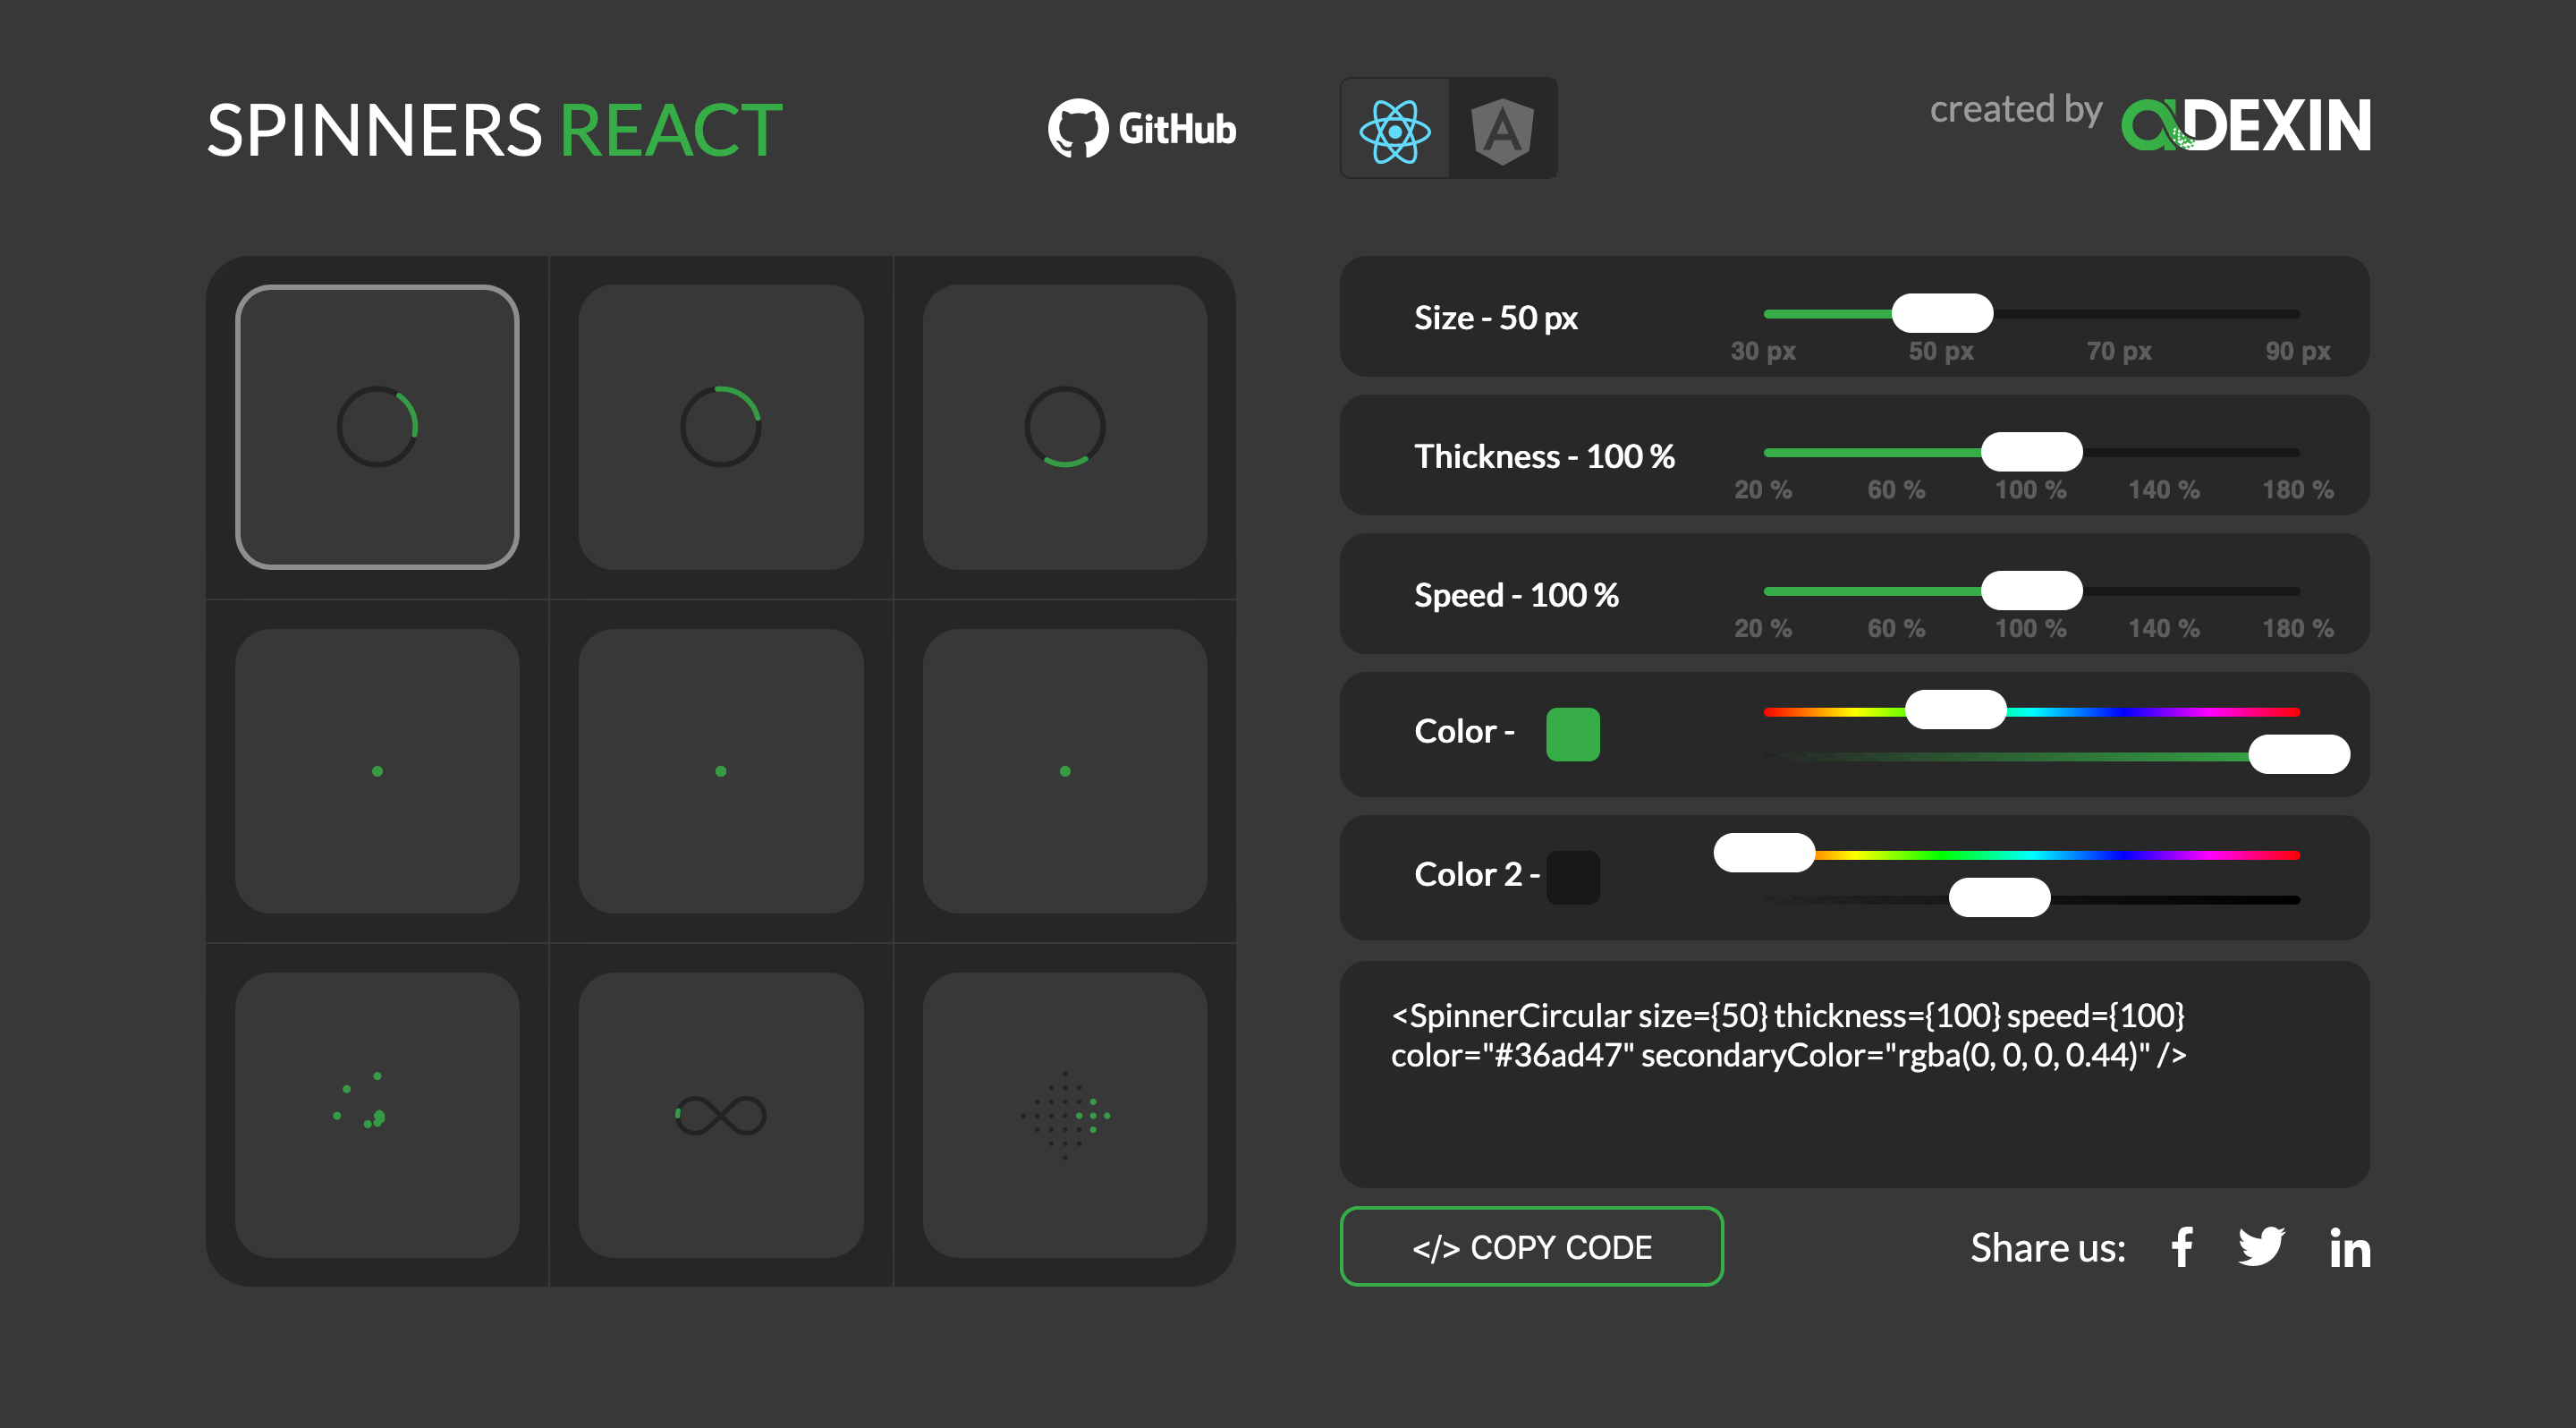 SPINNERS REACT
GitHub
created by
aDEXIN
Size - 50 px
30 px 50 px 70 px 90 px
Thickness - 100 %
20 % 60 % 100 % 140 % 180 %
Speed - 100 %
20 % 60 % 100 % 140 % 180 %
Color -
Color 2 -
<SpinnerCircular size={50} thickness={100} speed={100}
color="#36ad47" secondaryColor="rgba(0, 0, 0, 0.44)" />
</> COPY CODE
Share us: